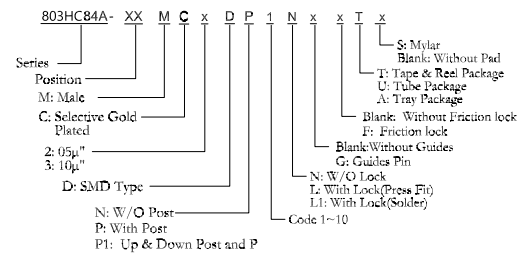 803HC84A- XX M C x D P 1 N x x T x
S: Mylar
Blank: Without Pad
Series
T: Tape & Reel Package
U: Tube Package
A: Tray Package
Position
M: Male
C: Selective Gold
Plated
Blank: Without Friction lock
F: Friction lock
2: 05µ"
3: 10µ"
Blank:Without Guides
G: Guides Pin
D: SMD Type
N: W/O Lock
L: With Lock(Press Fit)
L1: With Lock(Solder)
N: W/O Post
P: With Post
P1: Up & Down Post and P
Code 1~10